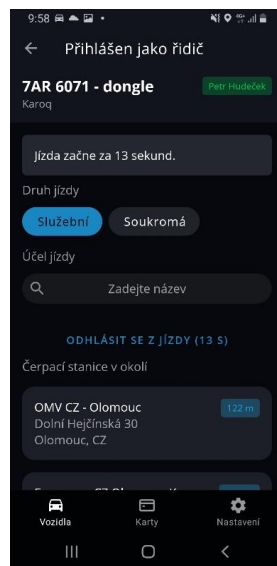 9:58
Přihlášen jako řidič
7AR 6071 - dongle
Petr Hudeček
Karoq
Jízda začne za 13 sekund.
Druh jízdy
Služební
Soukromá
Účel jízdy
Zadejte název
ODHLÁSIT SE Z JÍZDY (13 S)
Čerpací stanice v okolí
OMV CZ - Olomouc
122 m
Dolní Hejčínská 30
Olomouc, CZ
Vozidla
Karty
Nastavení